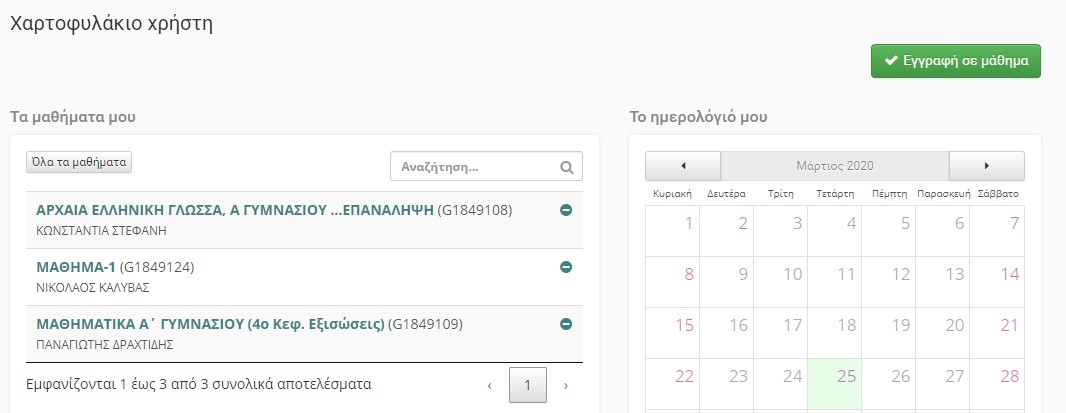 Χαρτοφυλάκιο χρήστη
Εγγραφή σε μάθημα
Τα μαθήματα μου
Όλα τα μαθήματα
Αναζήτηση...
ΑΡΧΑΙΑ ΕΛΛΗΝΙΚΗ ΓΛΩΣΣΑ, Α ΓΥΜΝΑΣΙΟΥ ...ΕΠΑΝΑΛΗΨΗ (G1849108)
ΚΩΝΣΤΑΝΤΙΑ ΣΤΕΦΑΝΗ
ΜΑΘΗΜΑ-1 (G1849124)
ΝΙΚΟΛΑΟΣ ΚΑΛΥΒΑΣ
ΜΑΘΗΜΑΤΙΚΑ Α΄ ΓΥΜΝΑΣΙΟΥ (4ο Κεφ. Εξισώσεις) (G1849109)
ΠΑΝΑΓΙΩΤΗΣ ΔΡΑΧΤΙΔΗΣ
Εμφανίζονται 1 έως 3 από 3 συνολικά αποτελέσματα
‹ 1 ›
Το ημερολόγιό μου
Μάρτιος 2020
Κυριακή Δευτέρα Τρίτη Τετάρτη Πέμπτη Παρασκευή Σάββατο
1 2 3 4 5 6 7
8 9 10 11 12 13 14
15 16 17 18 19 20 21
22 23 24 25 26 27 28